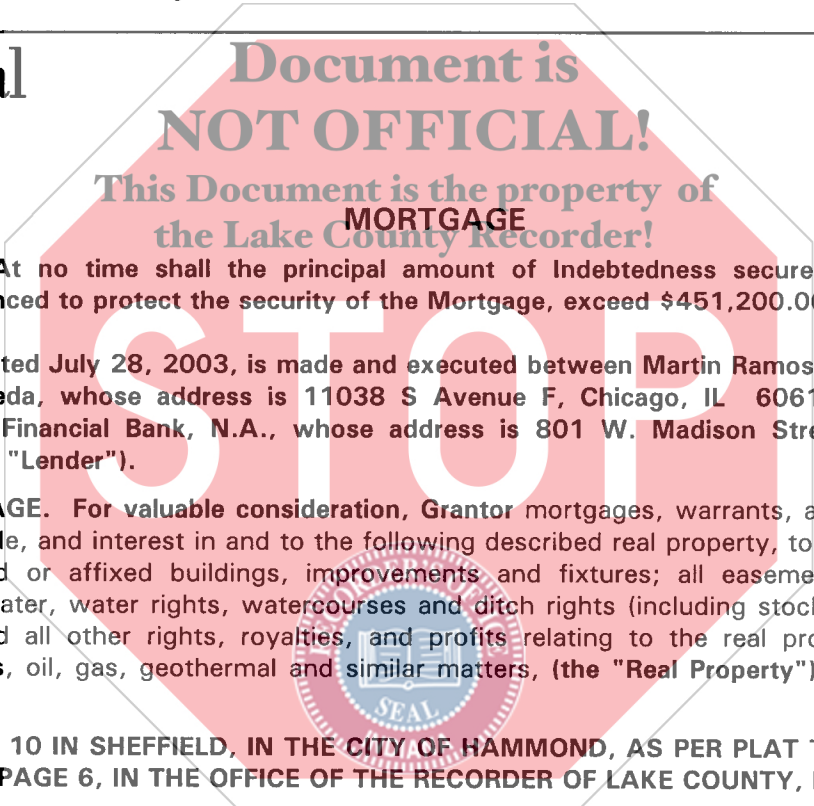 al
Document is
NOT OFFICIAL!
This Document is the property of
the Lake County Recorder!
MORTGAGE
At no time shall the principal amount of Indebtedness secure
nced to protect the security of the Mortgage, exceed $451,200.00
ted July 28, 2003, is made and executed between Martin Ramos
eda, whose address is 11038 S Avenue F, Chicago, IL 6061
Financial Bank, N.A., whose address is 801 W. Madison Stre
"Lender").
STOP
AGE. For valuable consideration, Grantor mortgages, warrants, a
le, and interest in and to the following described real property, to
d or affixed buildings, improvements and fixtures; all easeme
ater, water rights, watercourses and ditch rights (including stock
d all other rights, royalties, and profits relating to the real pro
s, oil, gas, geothermal and similar matters, (the "Real Property")
RECORDER'S OFFICE
SEAL
10 IN SHEFFIELD, IN THE CITY OF HAMMOND, AS PER PLAT T
PAGE 6, IN THE OFFICE OF THE RECORDER OF LAKE COUNTY, I